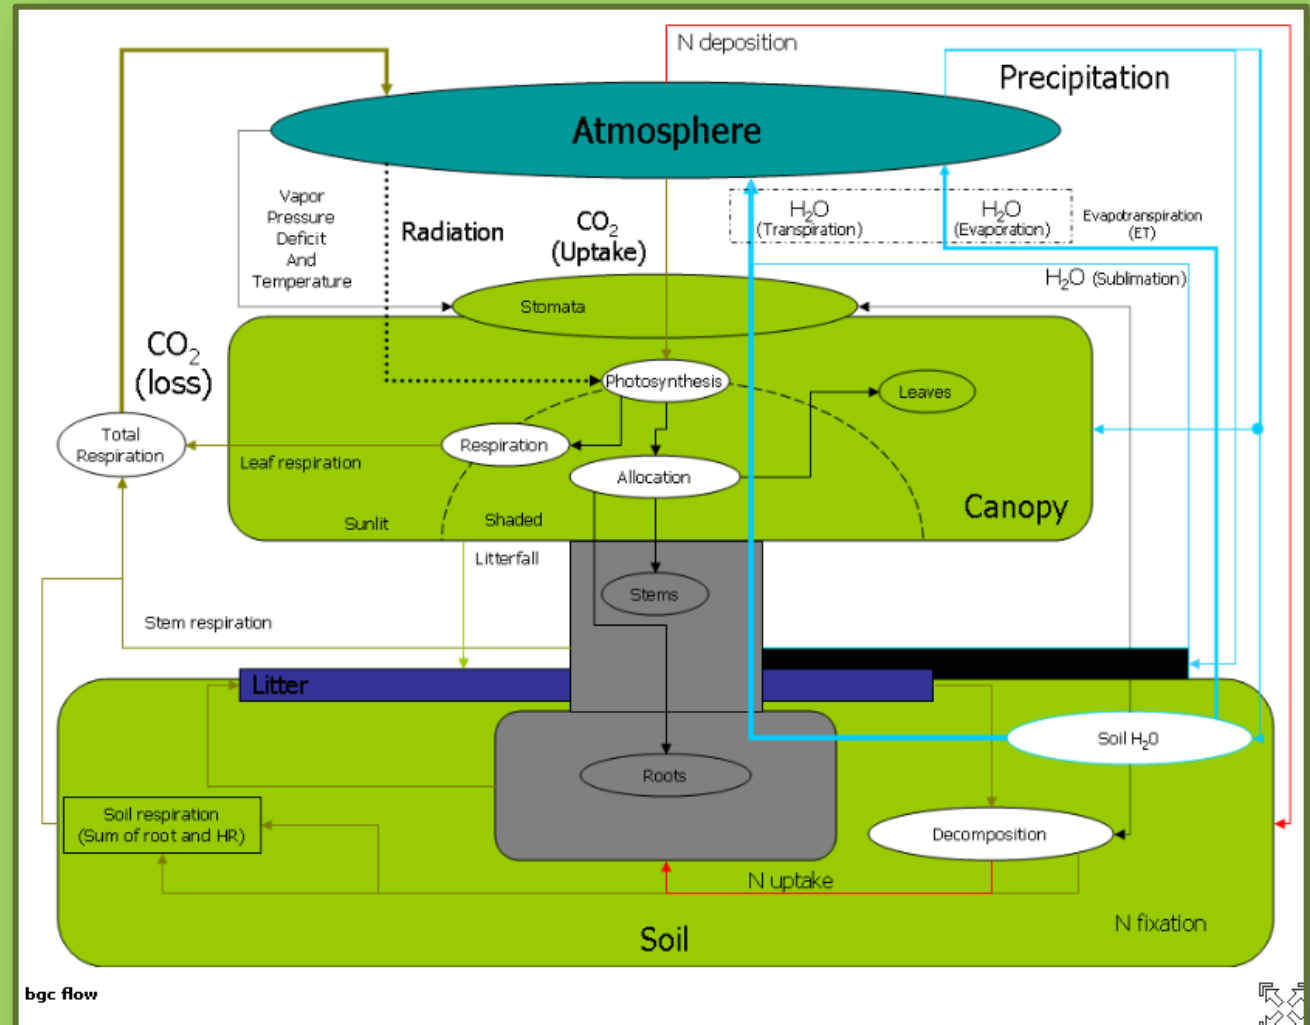 N deposition
Precipitation
Atmosphere
Vapor
Pressure
Deficit
And
Temperature
Radiation
CO2
(Uptake)
H2O
(Transpiration)
H2O
(Evaporation)
Evapotranspiration
(ET)
H2O (Sublimation)
Stomata
CO2
(loss)
Photosynthesis
Leaves
Total
Respiration
Respiration
Leaf respiration
Allocation
Canopy
Sunlit
Shaded
Litterfall
Stems
Stem respiration
Litter
Soil H20
Roots
Soil respiration
(Sum of root and HR)
Decomposition
N uptake
N fixation
Soil
bgc flow